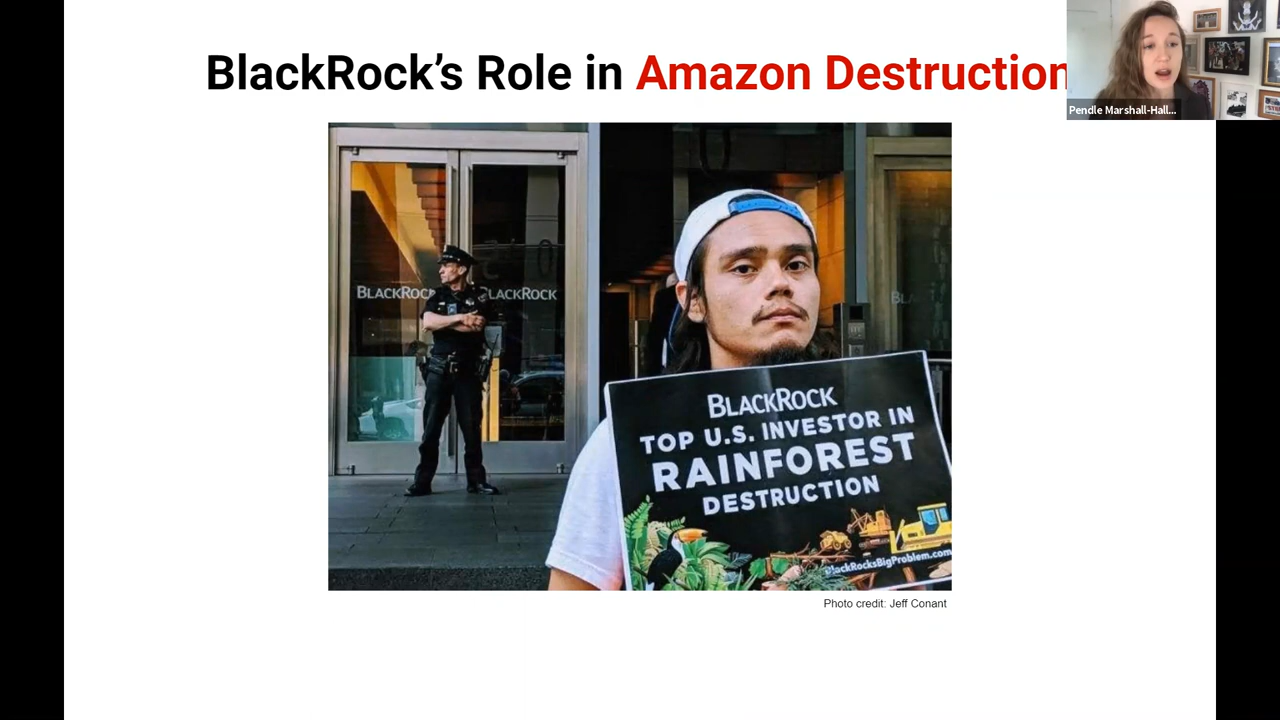 BlackRock's Role in Amazon Destruction
Pendle Marshall-Hall...
BLACKROCK
BLACKROCK
BL
BLACKROCK
TOP U.S. INVESTOR IN
RAINFOREST
DESTRUCTION
BlackRocksBigProblem.com
Photo credit: Jeff Conant